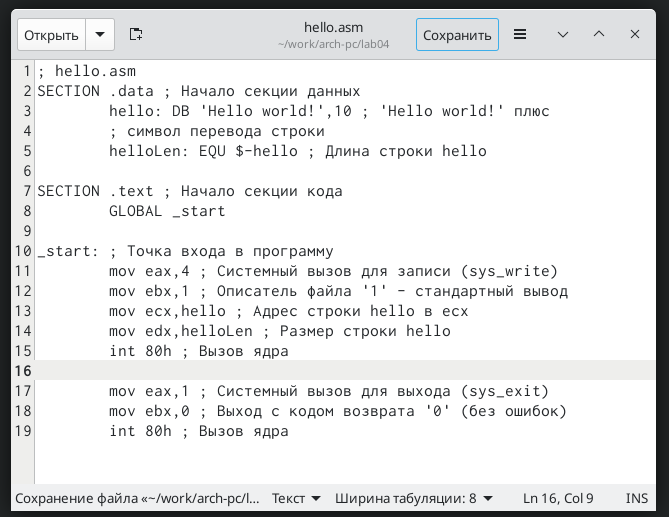 Открыть
hello.asm
~/work/arch-pc/lab04
Сохранить
1 ; hello.asm
2 SECTION .data ; Начало секции данных
3         hello: DB 'Hello world!',10 ; 'Hello world!' плюс
4         ; символ перевода строки
5         helloLen: EQU $-hello ; Длина строки hello
6
7 SECTION .text ; Начало секции кода
8         GLOBAL _start
9
10 _start: ; Точка входа в программу
11         mov eax,4 ; Системный вызов для записи (sys_write)
12         mov ebx,1 ; Описатель файла '1' - стандартный вывод
13         mov ecx,hello ; Адрес строки hello в ecx
14         mov edx,helloLen ; Размер строки hello
15         int 80h ; Вызов ядра
16
17         mov eax,1 ; Системный вызов для выхода (sys_exit)
18         mov ebx,0 ; Выход с кодом возврата '0' (без ошибок)
19         int 80h ; Вызов ядра
Сохранение файла «~/work/arch-pc/l... Текст Ширина табуляции: 8 Ln 16, Col 9 INS